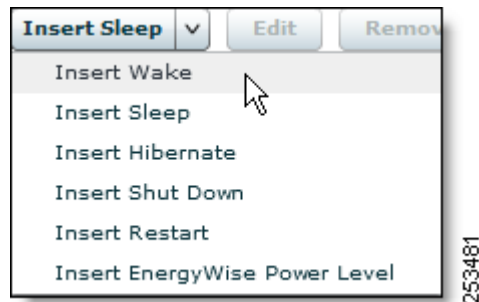 Insert Sleep Edit Remov
Insert Wake
Insert Sleep
Insert Hibernate
Insert Shut Down
Insert Restart
Insert EnergyWise Power Level
253481